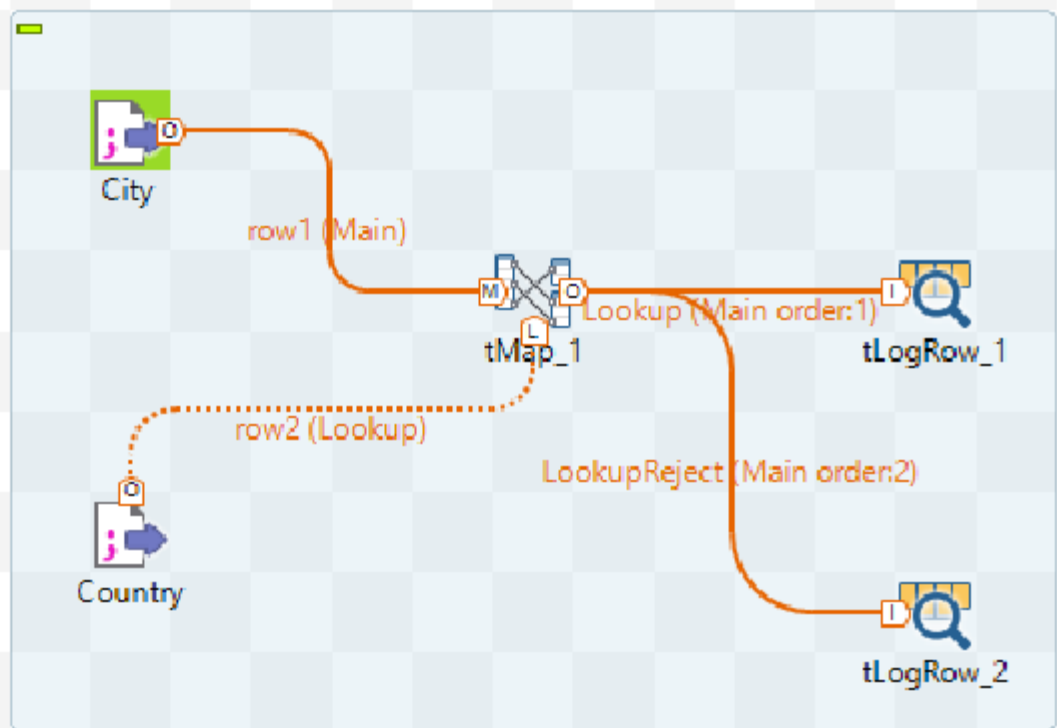 O
City
row1 (Main)
M
O
I
Lookup (Main order:1)
L
tMap_1
tLogRow_1
row2 (Lookup)
LookupReject (Main order:2)
O
;
Country
I
tLogRow_2